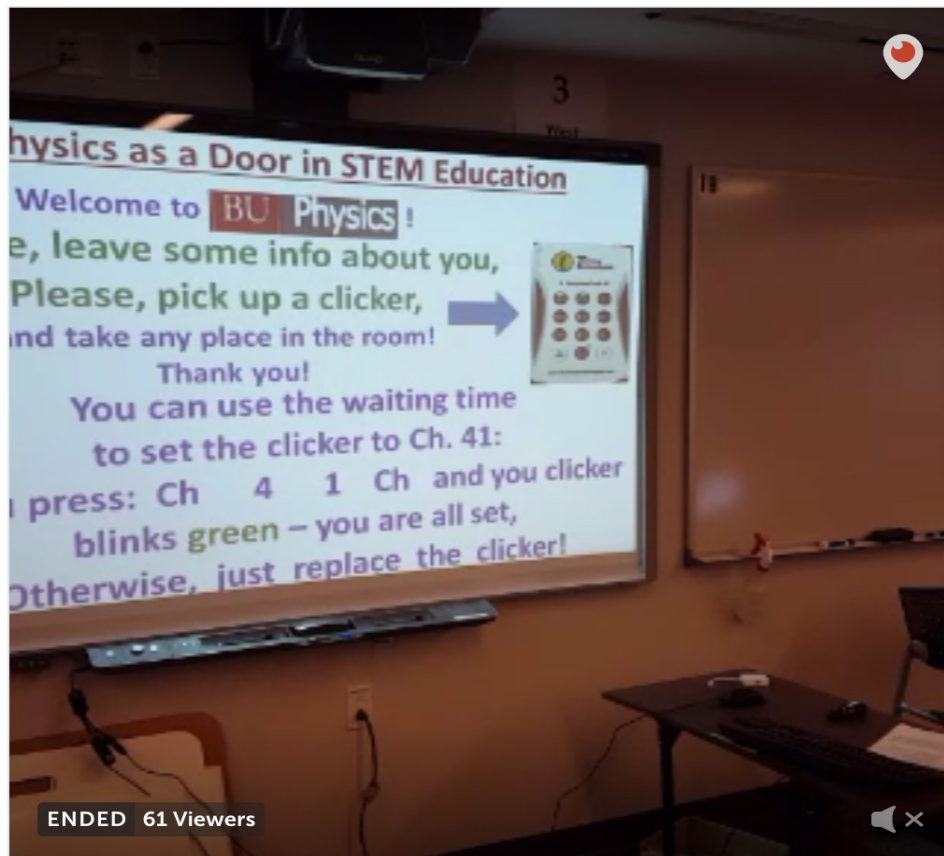 3
hysics as a Door in STEM Education
Welcome to BU Physics !
e, leave some info about you,
Please, pick up a clicker,
nd take any place in the room!
Thank you!
You can use the waiting time
to set the clicker to Ch. 41:
press: Ch 4 1 Ch and you clicker
blinks green – you are all set,
Otherwise, just replace the clicker!
ENDED 61 Viewers